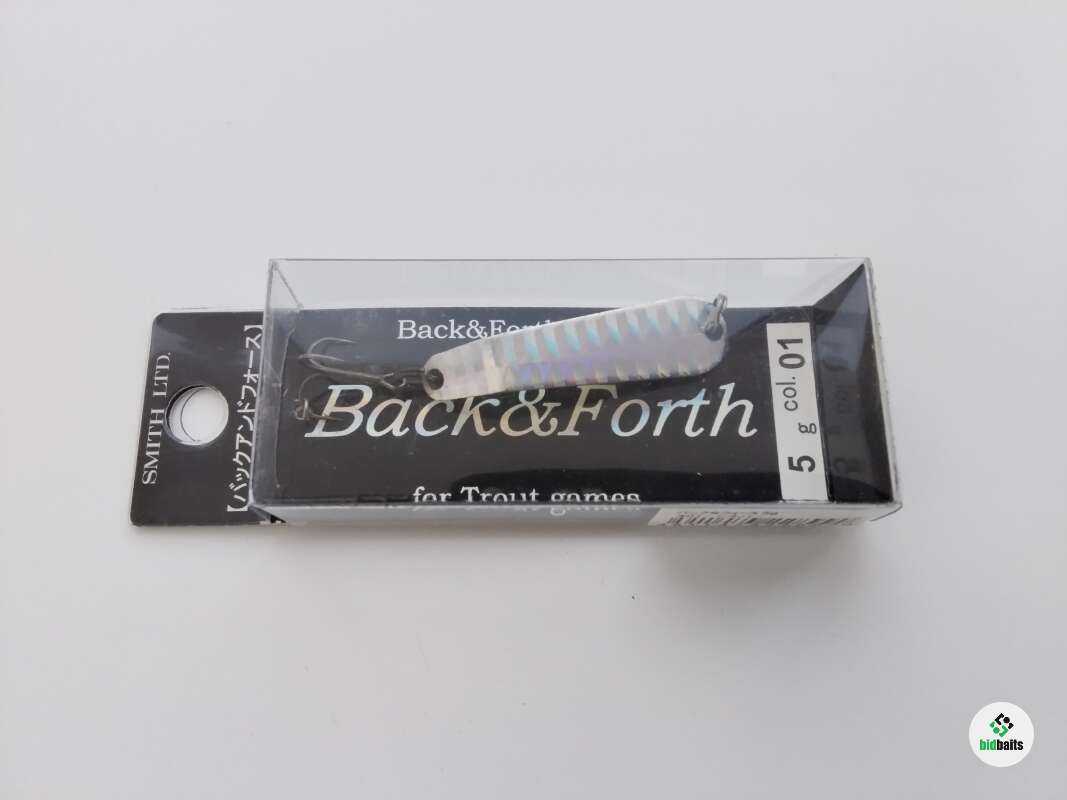 SMITH LTD.
【バックアンドフォース】
Back&Forth
Back&Forth
for Trout games
5 g col. 01
bidbaits